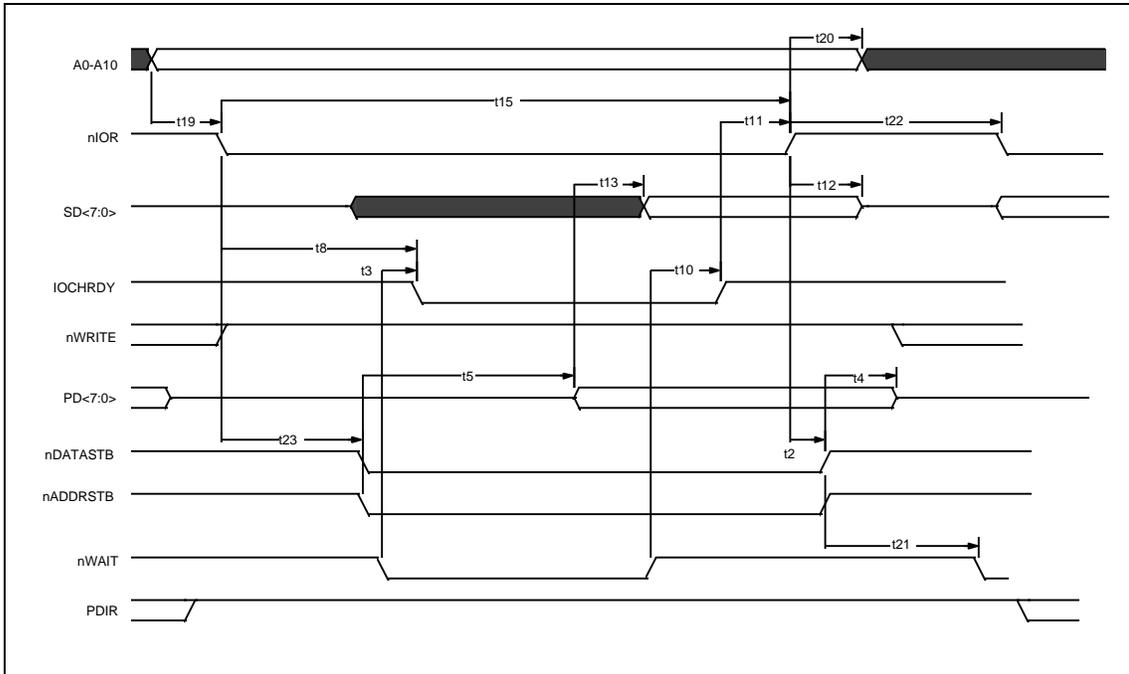 t20
A0-A10
t15
t19
t11
t22
nIOR
t13
t12
SD<7:0>
t8
t3
t10
IOCHRDY
nWRITE
t5
t4
PD<7:0>
t23
t2
nDATASTB
nADDRSTB
t21
nWAIT
PDIR